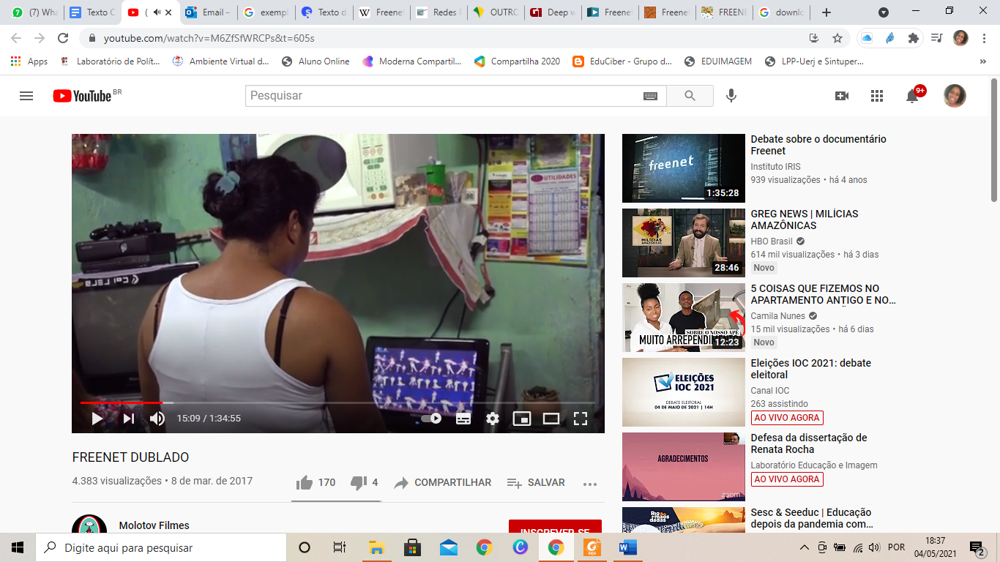 (7) Wha
Texto C
(
Email –
exempl
Texto d
Freenet
Redes
OUTRO
Deep w
Freenet
Freenet
FREENE
downlo
youtube.com/watch?v=M6ZfSfWRCPs&t=605s
Apps
Laboratório de Polít...
Ambiente Virtual d...
Aluno Online
Moderna Compartil...
Compartilha 2020
EduCiber - Grupo d...
EDUIMAGEM
LPP-Uerj e Sintuper...
»
YouTube BR
Pesquisar
9+
UTILIDADES
15:09 / 1:34:55
FREENET DUBLADO
4.383 visualizações • 8 de mar. de 2017
170
4
COMPARTILHAR
SALVAR
Molotov Filmes
INSCREVER-SE
freenet
1:35:28
Debate sobre o documentário
Freenet
Instituto IRIS
939 visualizações • há 4 anos
MILÍCIAS
AMAZÔNICAS
28:46
GREG NEWS | MILÍCIAS
AMAZÔNICAS
HBO Brasil
614 mil visualizações • há 3 dias
Novo
SOBRE O NOSSO APÊ
MUITO ARREPENDIMENTO
12:23
5 COISAS QUE FIZEMOS NO
APARTAMENTO ANTIGO E NO...
Camila Nunes
15 mil visualizações • há 6 dias
Novo
ELEIÇÕES
IOC 2021
DEBATE ELEITORAL
04 DE MAIO DE 2021 | 14H
Eleições IOC 2021: debate
eleitoral
Canal IOC
263 assistindo
AO VIVO AGORA
AGRADECIMENTOS
zoom
Defesa da dissertação de
Renata Rocha
Laboratório Educação e Imagem
AO VIVO AGORA
Sesc & Seeduc | Educação
depois da pandemia com...
Digite aqui para pesquisar
POR
18:37
04/05/2021
2